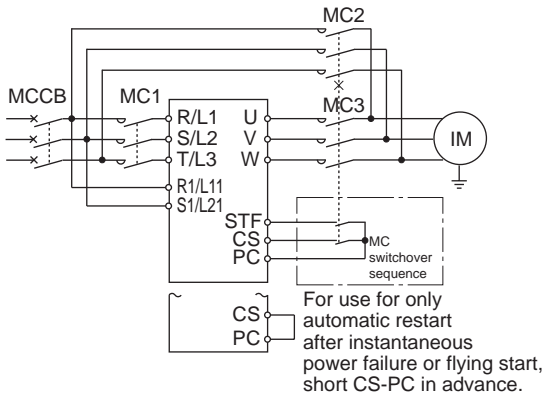 MC2
MCCB
MC1
MC3
R/L1
U
S/L2
V
T/L3
W
IM
R1/L11
S1/L21
STF
CS
PC
MC
switchover
sequence
CS
PC
For use for only
automatic restart
after instantaneous
power failure or flying start,
short CS-PC in advance.